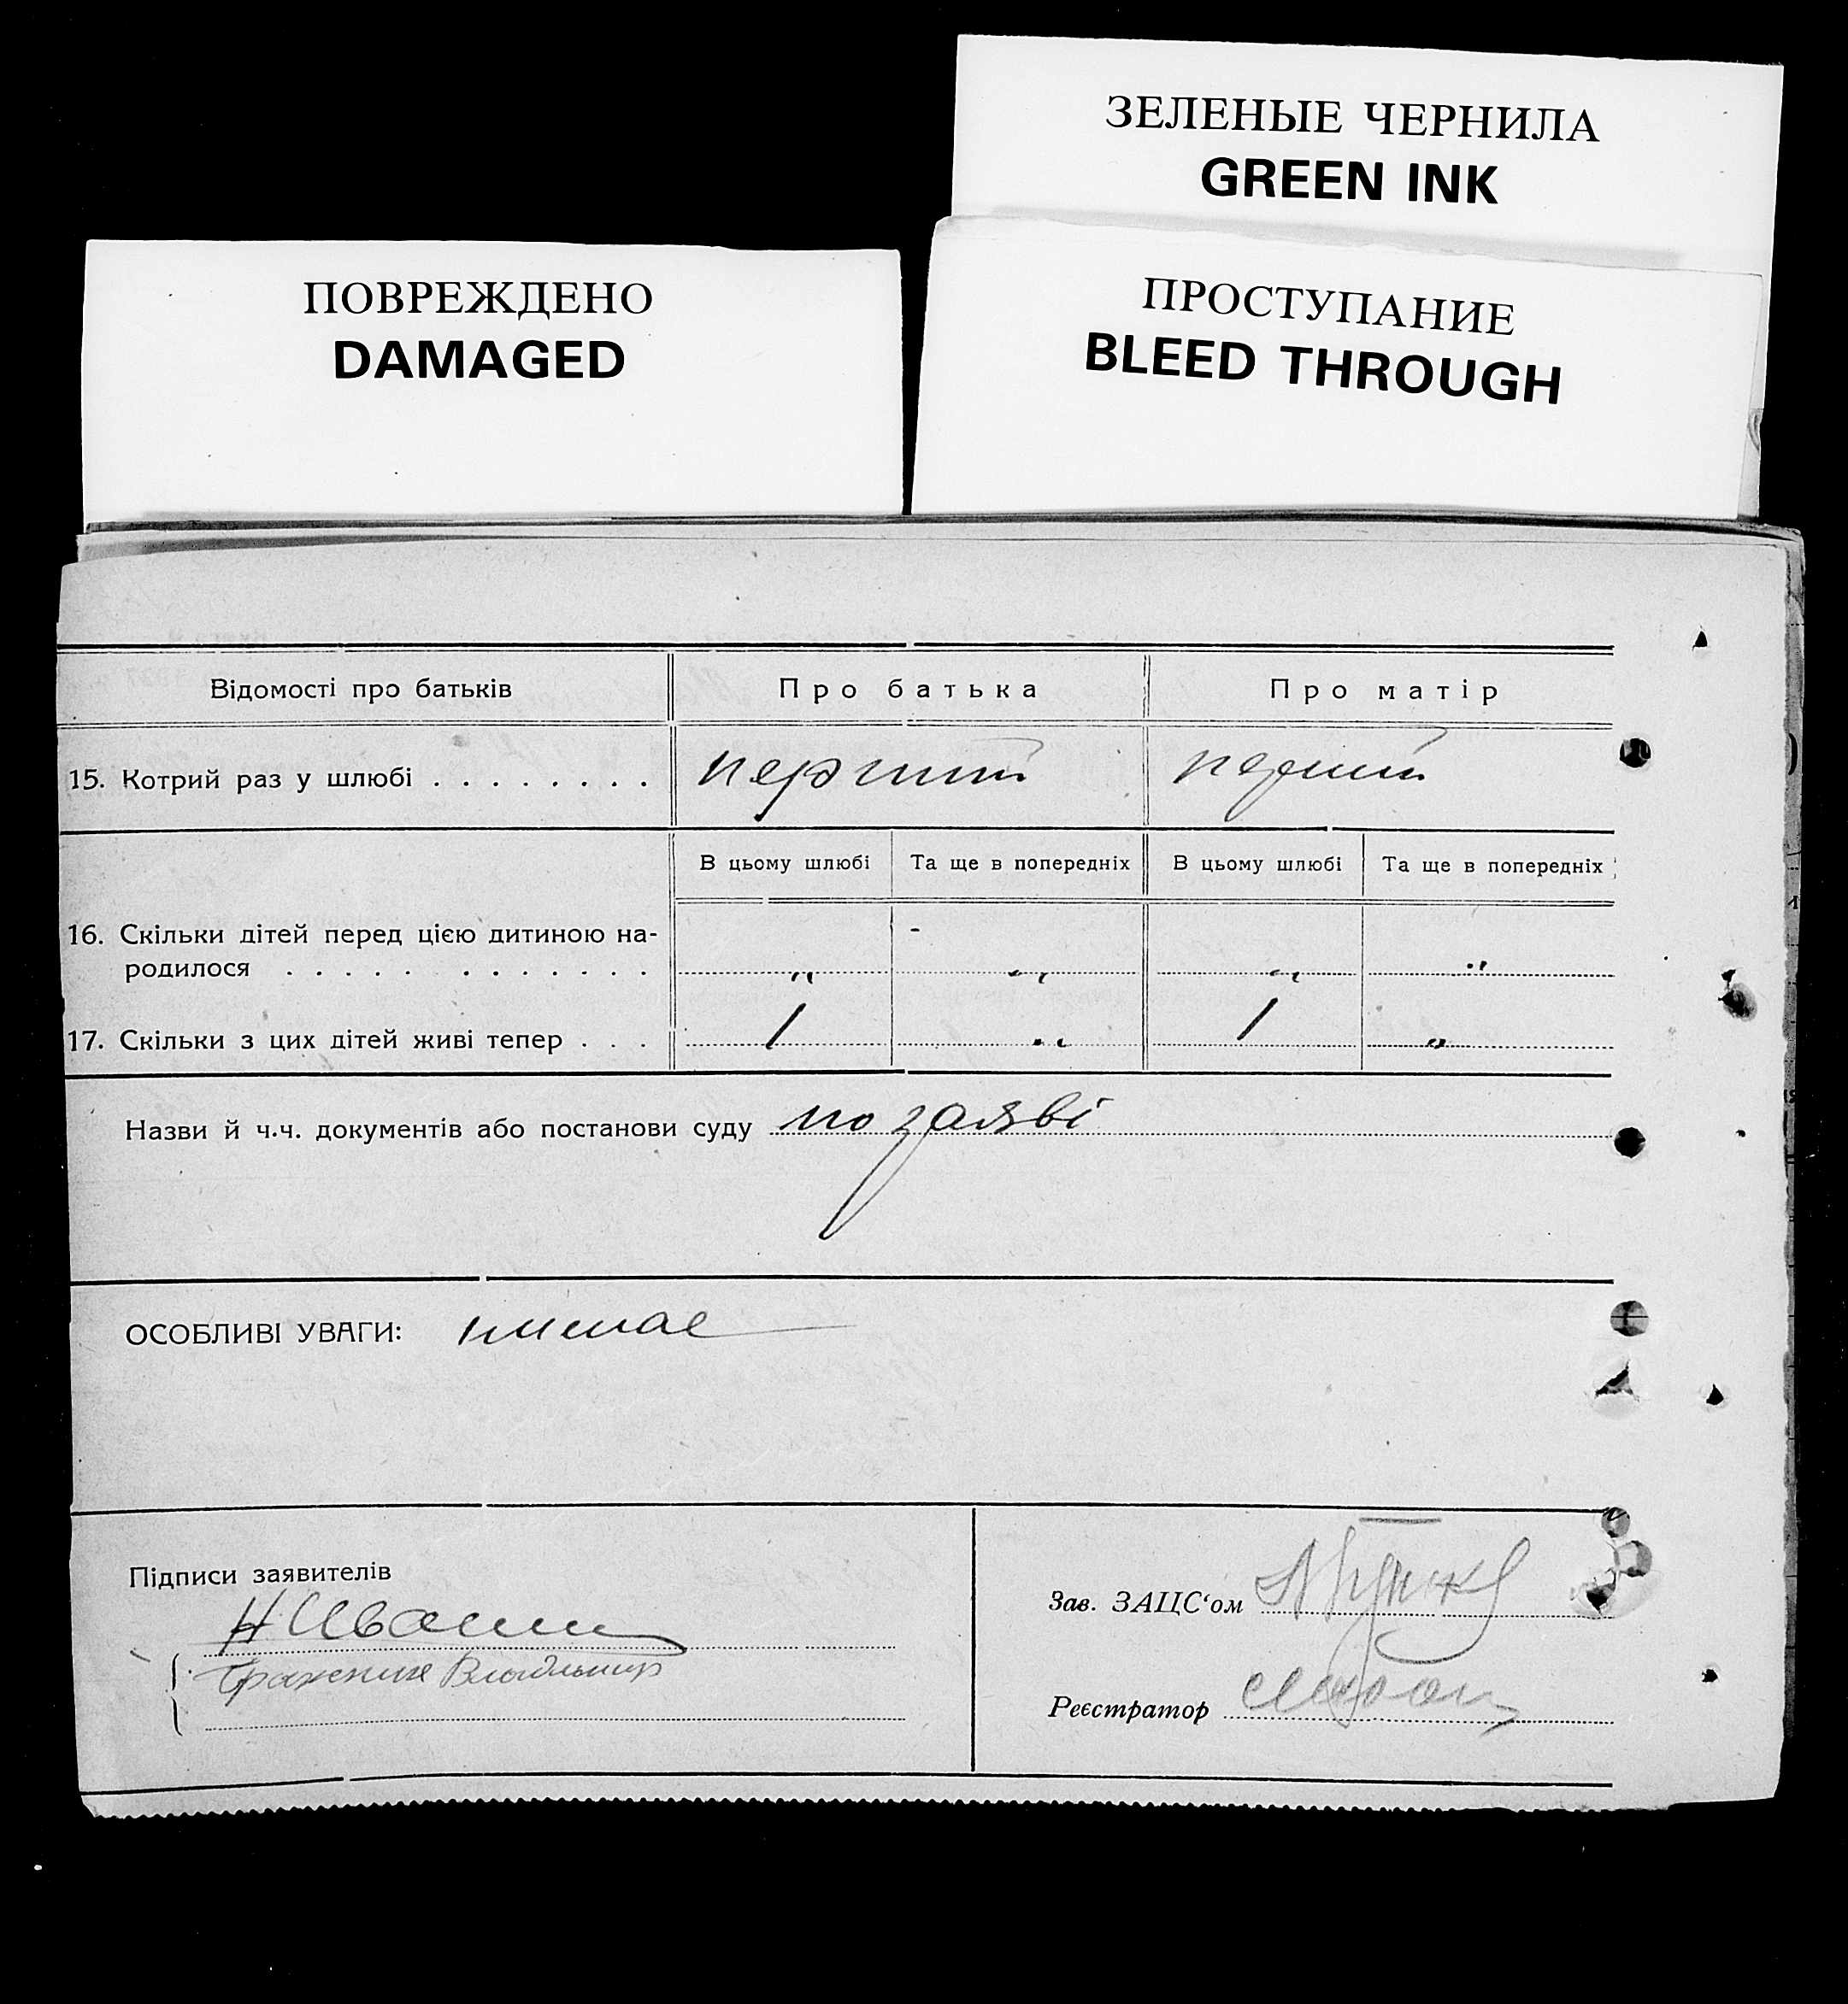 ЗЕЛЕНЫЕ ЧЕРНИЛА
GREEN INK
ПОВРЕЖДЕНО
DAMAGED
ПРОСТУПАНИЕ
BLEED THROUGH
Відомості про батьків Про батька Про матір
15. Котрий раз у шлюбі . . . . . . . . перший перший
В цьому шлюбі Та ще в попередніх В цьому шлюбі Та ще в попередніх
16. Скільки дітей перед цією дитиною на-
родилося . . . . . . . . . . . . „ „ „ „
17. Скільки з цих дітей живі тепер . . . 1 „ 1 „
Назви й ч.ч. документів або постанови суду по заяві
ОСОБЛИВІ УВАГИ: немає
Підписи заявителів
Зав. ЗАЦС‘ом
Владимир
Реєстратор